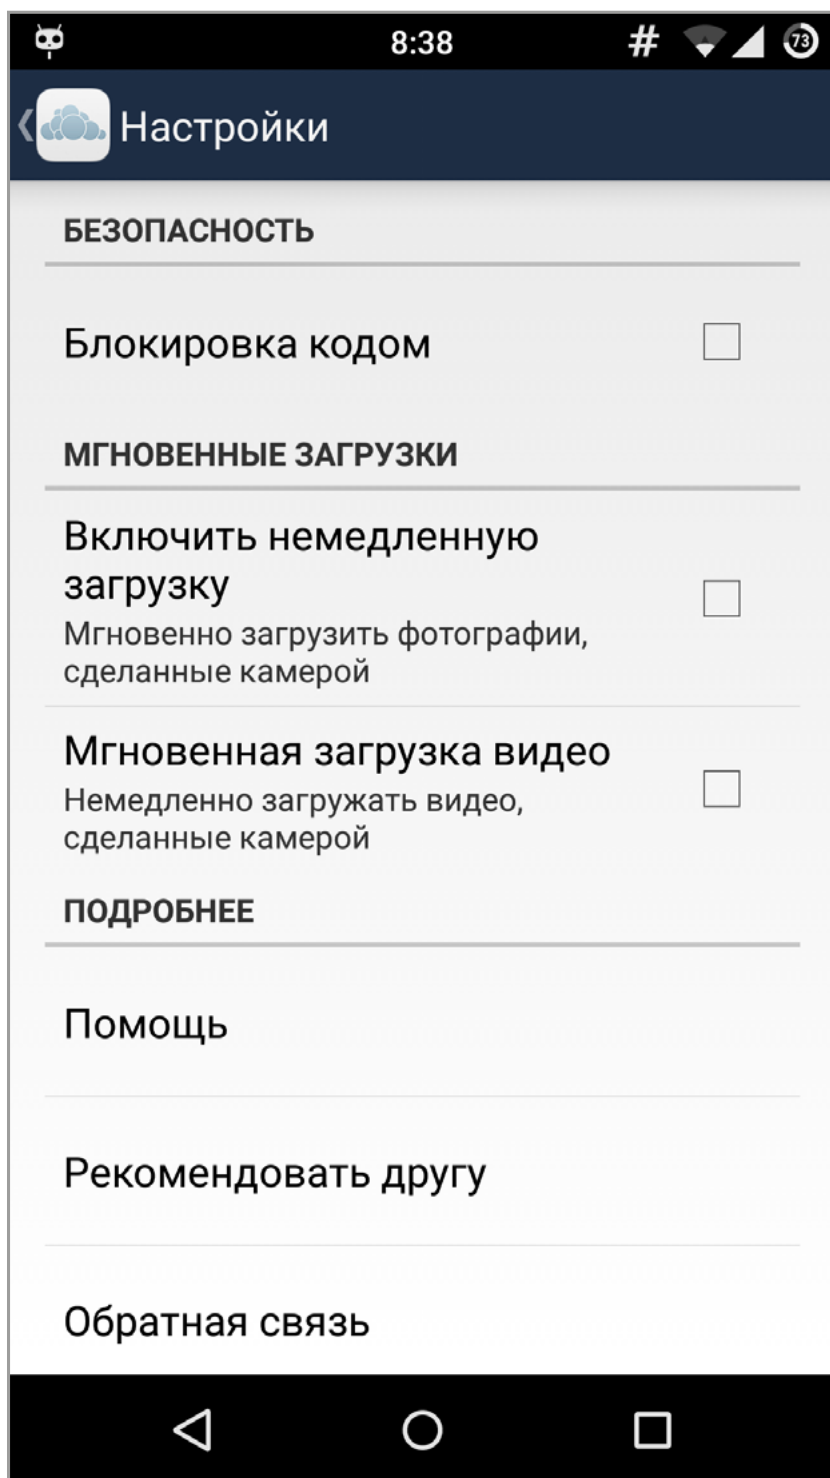 8:38 # 73
Настройки
БЕЗОПАСНОСТЬ
Блокировка кодом
МГНОВЕННЫЕ ЗАГРУЗКИ
Включить немедленную
загрузку
Мгновенно загрузить фотографии,
сделанные камерой
Мгновенная загрузка видео
Немедленно загружать видео,
сделанные камерой
ПОДРОБНЕЕ
Помощь
Рекомендовать другу
Обратная связь